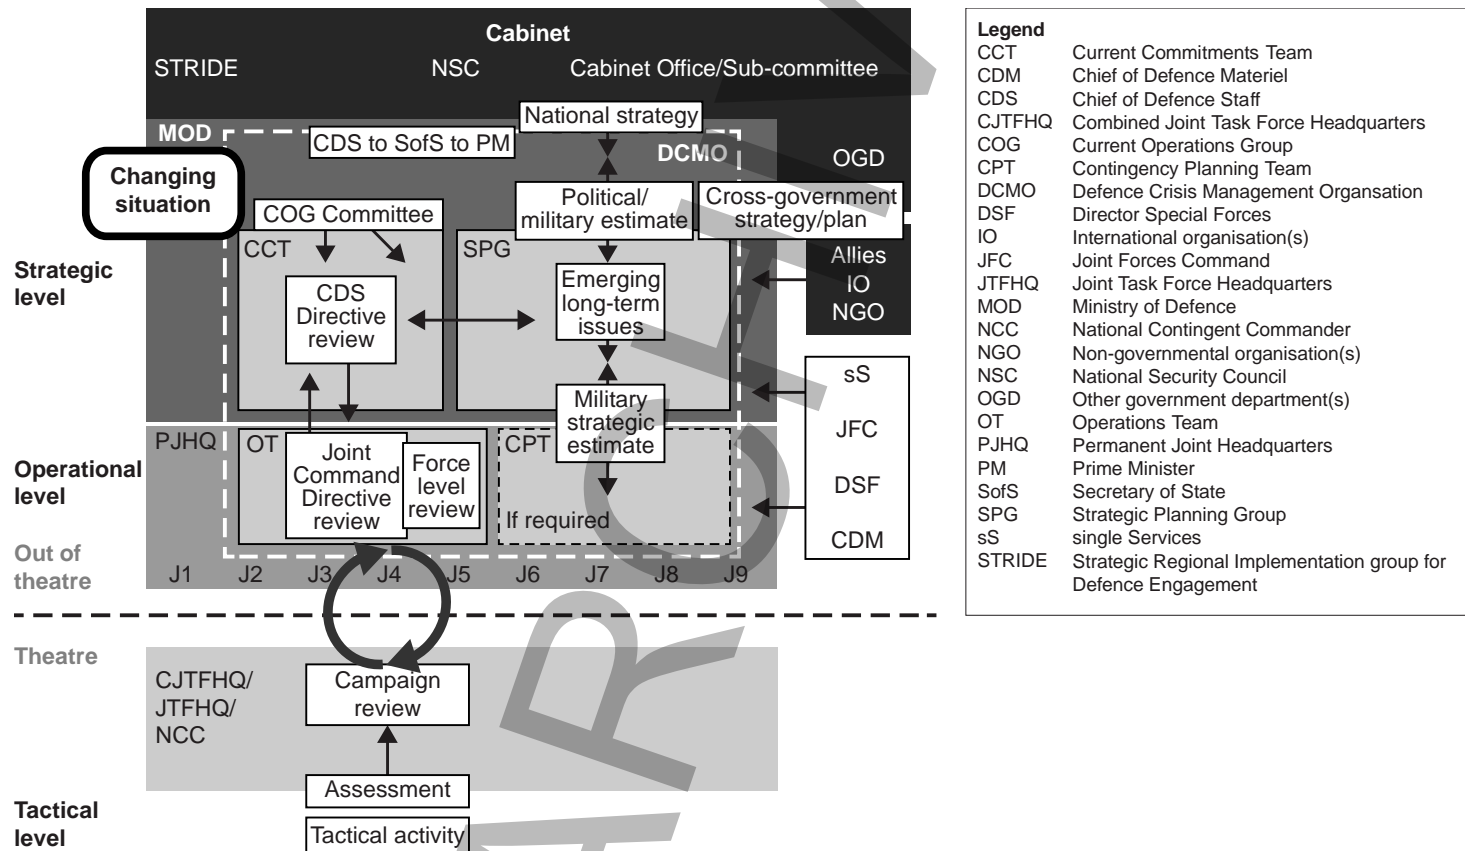 Cabinet
STRIDE NSC Cabinet Office/Sub-committee
National strategy
MOD
CDS to SofS to PM
DCMO
OGD
Changing
situation
COG Committee
Political/
military estimate
Cross-government
strategy/plan
CCT
SPG
Allies
IO
NGO
Strategic
level
CDS
Directive
review
Emerging
long-term
issues
sS
JFC
DSF
CDM
Military
strategic
estimate
PJHQ
OT
Joint
Command
Directive
review
Force
level
review
CPT
If required
Operational
level
Out of
theatre
J1 J2 J3 J4 J5 J6 J7 J8 J9
Theatre
CJTFHQ/
JTFHQ/
NCC
Campaign
review
Assessment
Tactical
level
Tactical activity
Legend
CCT Current Commitments Team
CDM Chief of Defence Materiel
CDS Chief of Defence Staff
CJTFHQ Combined Joint Task Force Headquarters
COG Current Operations Group
CPT Contingency Planning Team
DCMO Defence Crisis Management Organsation
DSF Director Special Forces
IO International organisation(s)
JFC Joint Forces Command
JTFHQ Joint Task Force Headquarters
MOD Ministry of Defence
NCC National Contingent Commander
NGO Non-governmental organisation(s)
NSC National Security Council
OGD Other government department(s)
OT Operations Team
PJHQ Permanent Joint Headquarters
PM Prime Minister
SofS Secretary of State
SPG Strategic Planning Group
sS single Services
STRIDE Strategic Regional Implementation group for
Defence Engagement